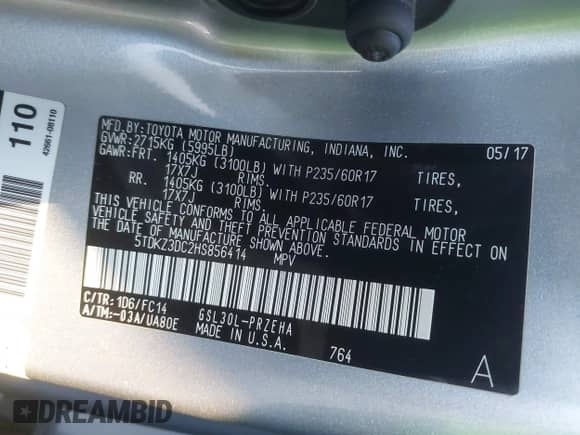 110
42661-08110
MFD.BY:TOYOTA MOTOR MANUFACTURING, INDIANA, INC. 05/17
GVWR:2715KG (5995LB)
GAWR:FRT. 1405KG (3100LB) WITH P235/60R17 TIRES,
17X7J RIMS.
RR. 1405KG (3100LB) WITH P235/60R17 TIRES,
17X7J RIMS.
THIS VEHICLE CONFORMS TO ALL APPLICABLE FEDERAL MOTOR
VEHICLE SAFETY AND THEFT PREVENTION STANDARDS IN EFFECT ON
THE DATE OF MANUFACTURE SHOWN ABOVE.
5TDKZ3DC2HS856414 MPV
C/TR:1D6/FC14 GSL30L-PRZEHA
A/TM:-03A/UA80E MADE IN U.S.A. 764
A
DREAMBID